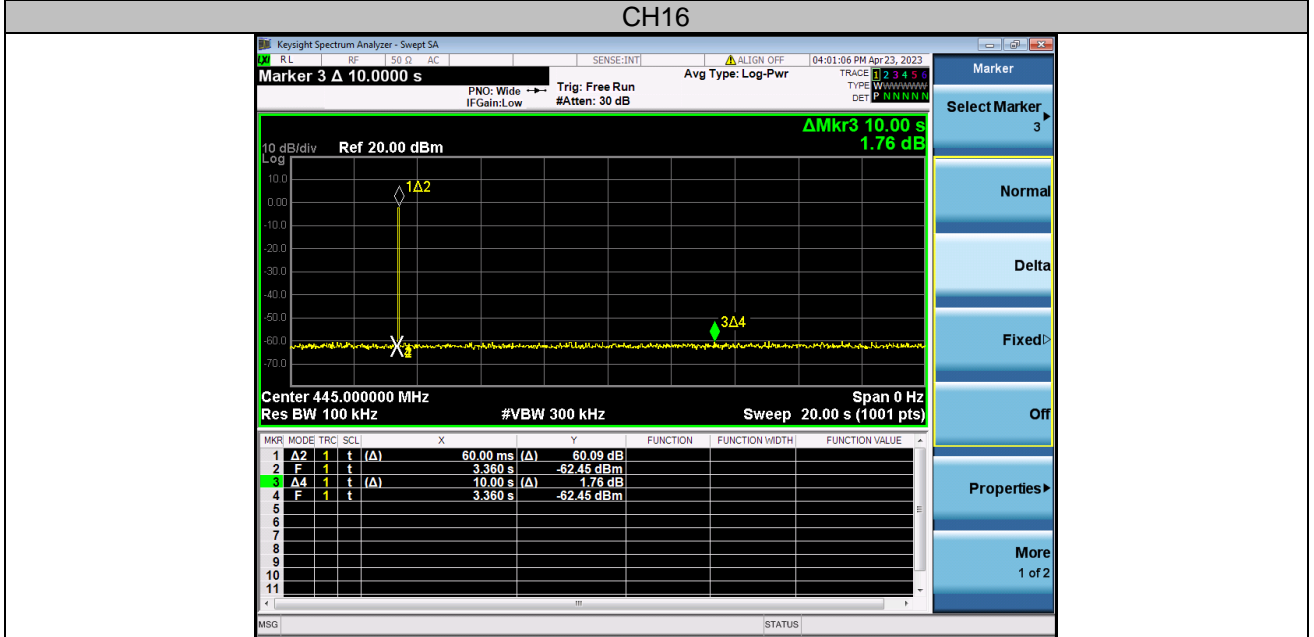 CH16
Keysight Spectrum Analyzer - Swept SA
LXI RL RF 50 Ω AC SENSE:INT ALIGN OFF 04:01:06 PM Apr 23, 2023
Marker 3 Δ 10.0000 s
PNO: Wide
IFGain:Low
Trig: Free Run
#Atten: 30 dB
Avg Type: Log-Pwr
TRACE 1 2 3 4 5 6
TYPE WWWWWW
DET P N N N N N
ΔMkr3 10.00 s
1.76 dB
10 dB/div Ref 20.00 dBm
Log
10.0
0.00
-10.0
-20.0
-30.0
-40.0
-50.0
-60.0
-70.0
1Δ2
3Δ4
Center 445.000000 MHz Span 0 Hz
Res BW 100 kHz #VBW 300 kHz Sweep 20.00 s (1001 pts)
MKR MODE TRC SCL X Y FUNCTION FUNCTION WIDTH FUNCTION VALUE
1 Δ2 1 t (Δ) 60.00 ms (Δ) 60.09 dB
2 F 1 t 3.360 s -62.45 dBm
3 Δ4 1 t (Δ) 10.00 s (Δ) 1.76 dB
4 F 1 t 3.360 s -62.45 dBm
5
6
7
8
9
10
11
MSG STATUS
Marker
Select Marker
3
Normal
Delta
Fixed
Off
Properties
More
1 of 2